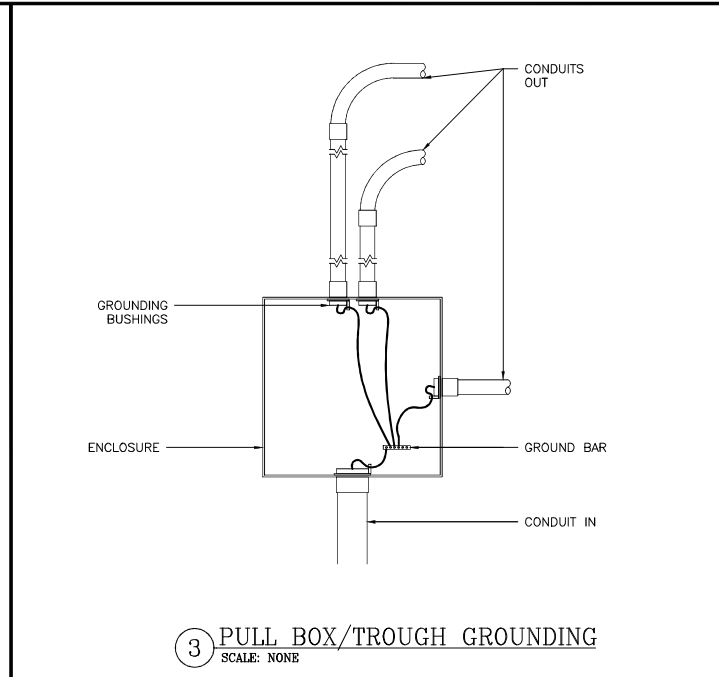 CONDUITS
OUT
GROUNDING
BUSHINGS
ENCLOSURE
GROUND BAR
CONDUIT IN
3 PULL BOX/TROUGH GROUNDING
SCALE: NONE